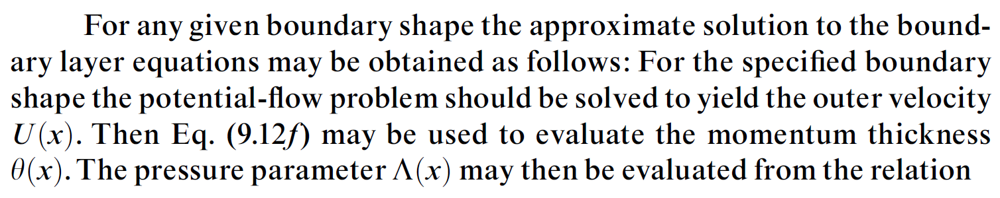 For any given boundary shape the approximate solution to the bound-
ary layer equations may be obtained as follows: For the specified boundary
shape the potential-flow problem should be solved to yield the outer velocity
U(x). Then Eq. (9.12f) may be used to evaluate the momentum thickness
θ(x). The pressure parameter Λ(x) may then be evaluated from the relation